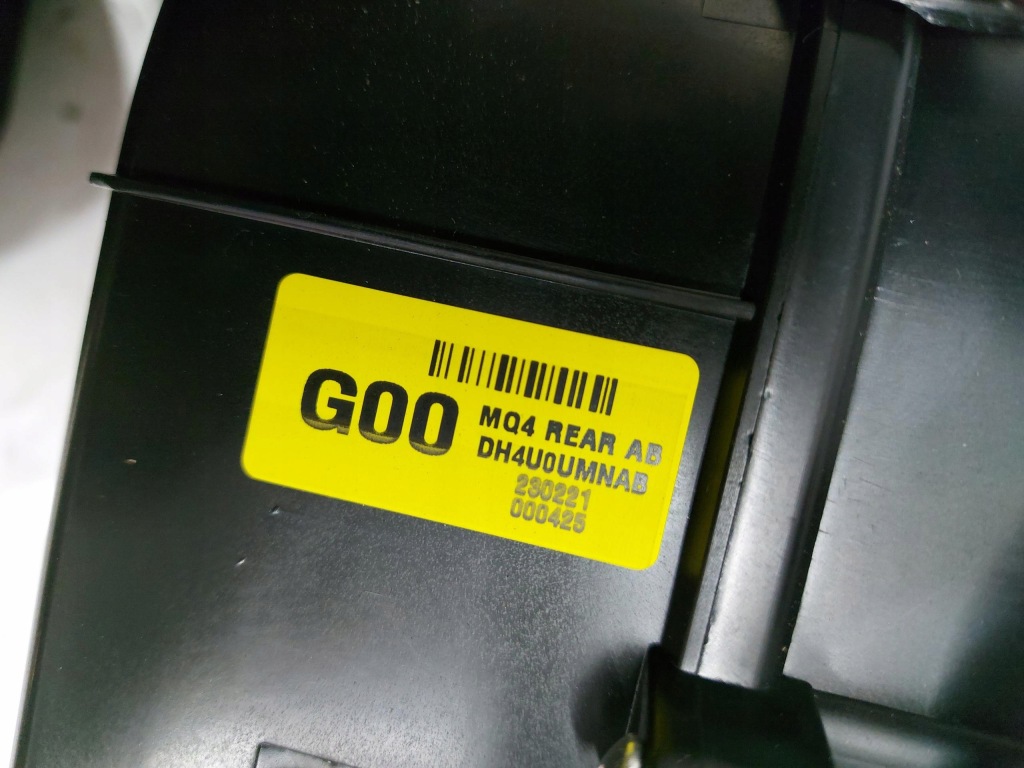 G00
MQ4 REAR AB
DH4U0UMNAB
230221
000425